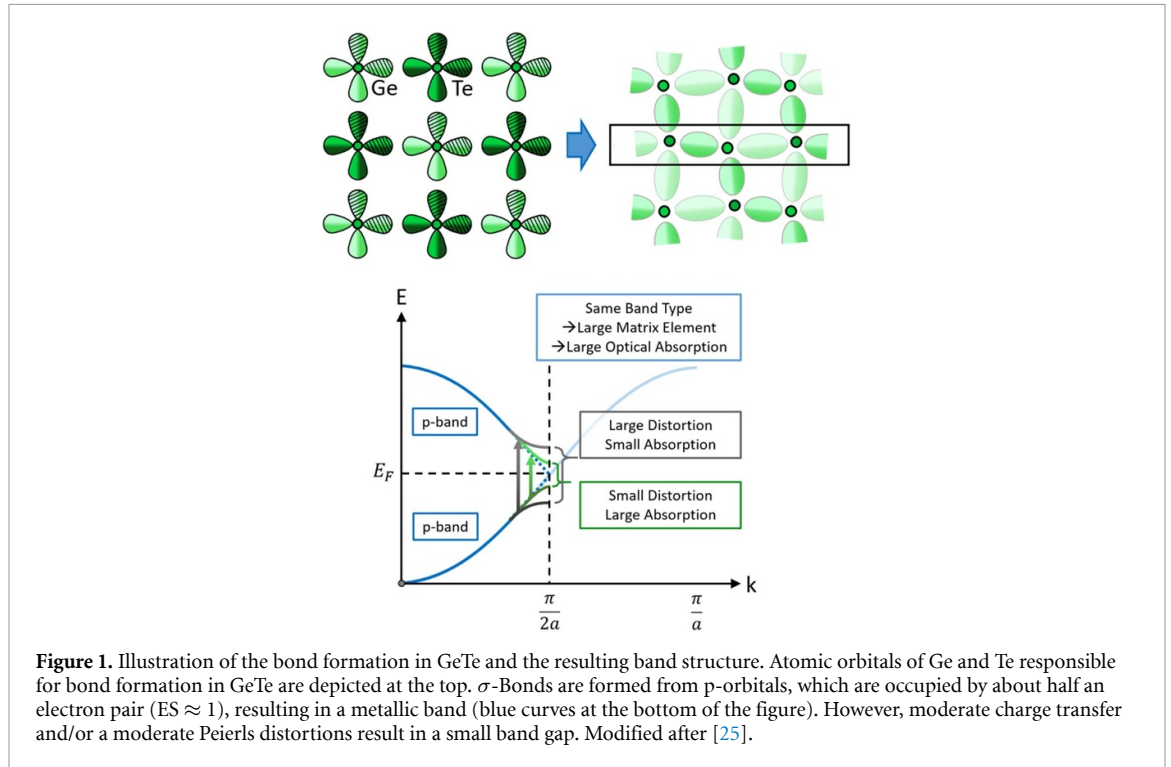 Ge
Te
E
Same Band Type
→Large Matrix Element
→Large Optical Absorption
p-band
Large Distortion
Small Absorption
E_F
Small Distortion
Large Absorption
p-band
k
π/2a
π/a
Figure 1. Illustration of the bond formation in GeTe and the resulting band structure. Atomic orbitals of Ge and Te responsible
for bond formation in GeTe are depicted at the top. σ-Bonds are formed from p-orbitals, which are occupied by about half an
electron pair (ES ≈ 1), resulting in a metallic band (blue curves at the bottom of the figure). However, moderate charge transfer
and/or a moderate Peierls distortions result in a small band gap. Modified after [25].